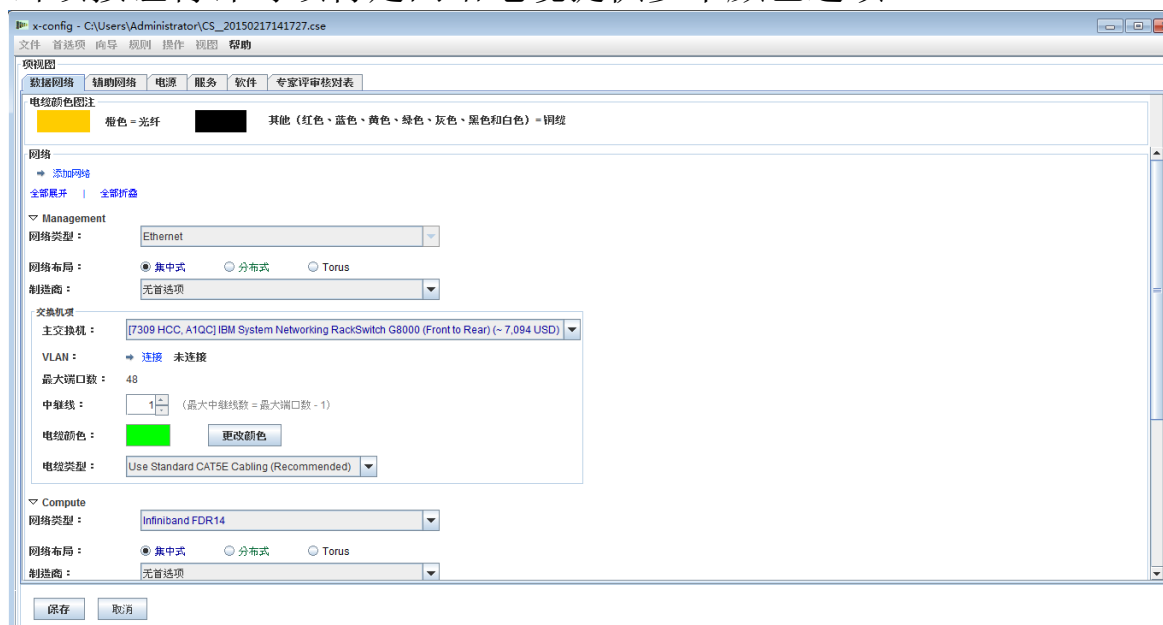 x-config - C:\Users\Administrator\CS_20150217141727.cse
文件 首选项 向导 规则 操作 视图 帮助
项视图
数据网络 辅助网络 电源 服务 软件 专家评审核对表
电缆颜色图注
橙色 = 光纤 其他（红色、蓝色、黄色、绿色、灰色、黑色和白色）= 铜缆
网络
添加网络
全部展开 | 全部折叠
Management
网络类型： Ethernet
网络布局： 集中式 分布式 Torus
制造商： 无首选项
交换机项
主交换机： [7309 HCC, A1QC] IBM System Networking RackSwitch G8000 (Front to Rear) (~ 7,094 USD)
VLAN： 连接 未连接
最大端口数： 48
中继线： 1 （最大中继线数 = 最大端口数 - 1）
电缆颜色： 更改颜色
电缆类型： Use Standard CAT5E Cabling (Recommended)
Compute
网络类型： Infiniband FDR14
网络布局： 集中式 分布式 Torus
制造商： 无首选项
保存 取消